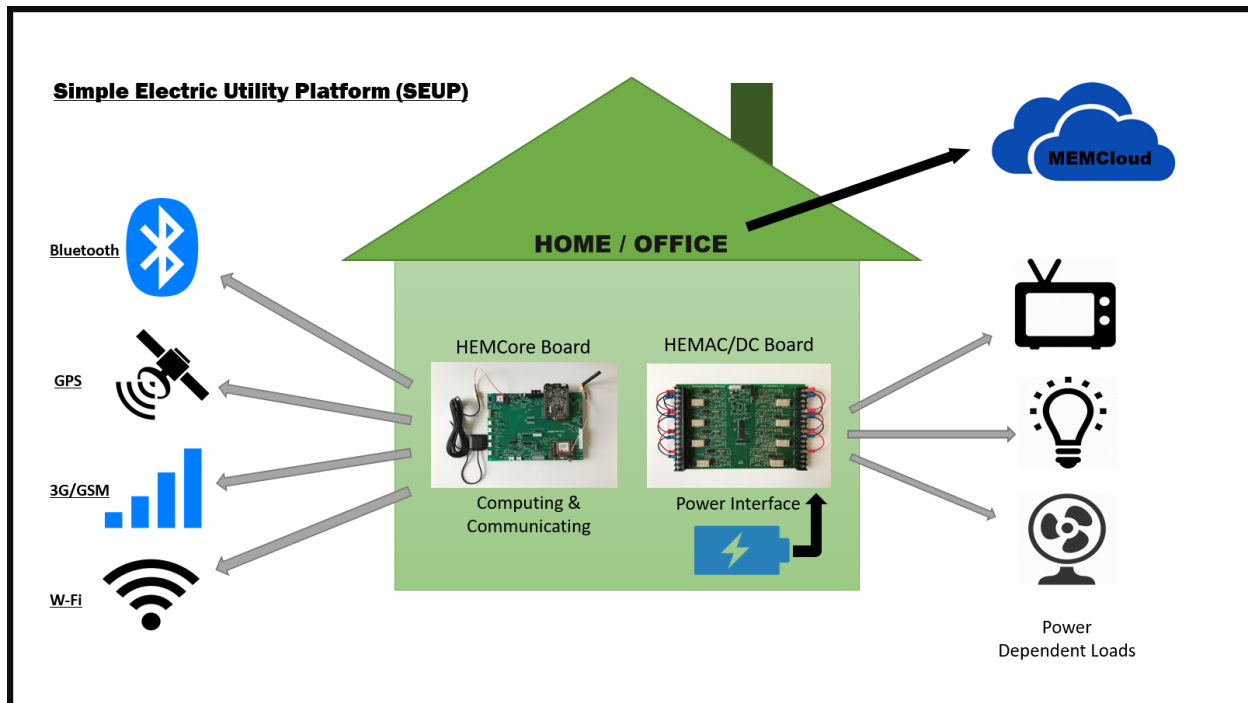 Simple Electric Utility Platform (SEUP)
MEMCloud
HOME / OFFICE
Bluetooth
GPS
3G/GSM
W-Fi
HEMCore Board
HEMAC/DC Board
Computing &
Communicating
Power Interface
Power
Dependent Loads